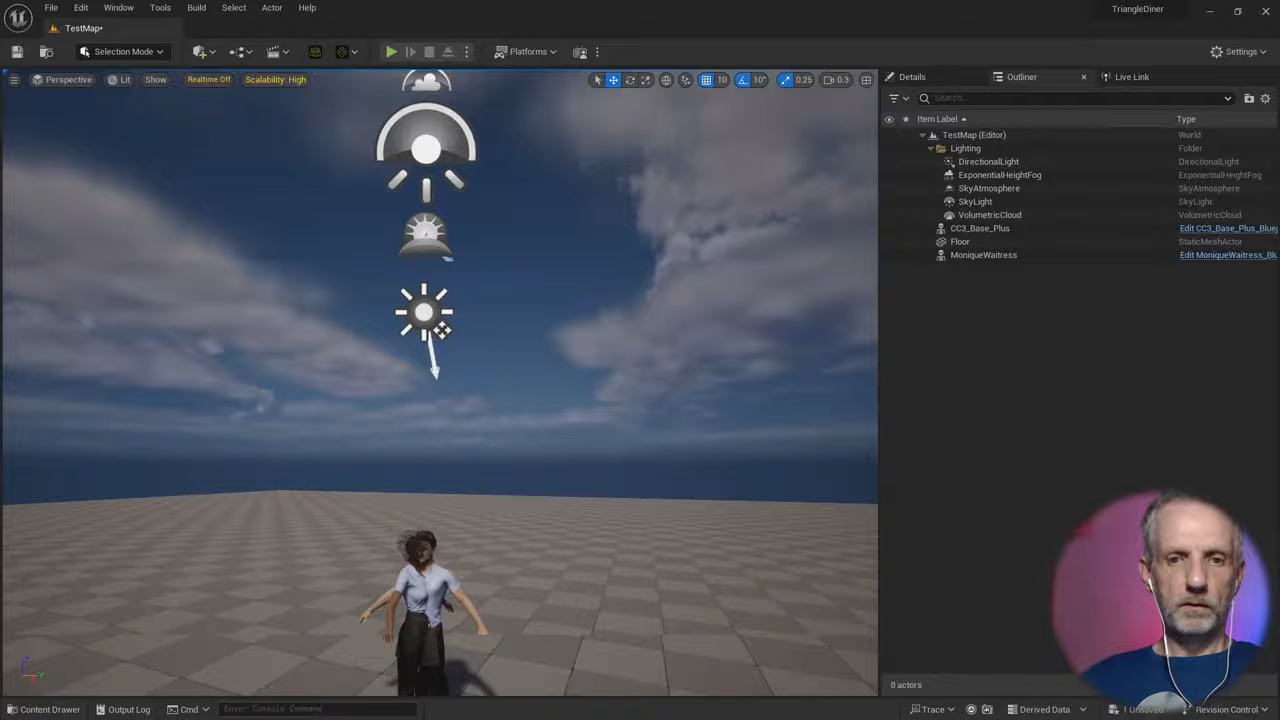 File Edit Window Tools Build Select Actor Help
TriangleDiner
TestMap*
Selection Mode
Platforms
Settings
Perspective Lit Show Realtime Off Scalability: High
10 10° 0.25 0.3
Details Outliner Live Link
Search...
Item Label Type
TestMap (Editor) World
Lighting Folder
DirectionalLight DirectionalLight
ExponentialHeightFog ExponentialHeightFog
SkyAtmosphere SkyAtmosphere
SkyLight SkyLight
VolumetricCloud VolumetricCloud
CC3_Base_Plus Edit CC3_Base_Plus_Bluep
Floor StaticMeshActor
MoniqueWaitress Edit MoniqueWaitress_Blu
Z
Y
8 actors
Content Drawer Output Log Cmd Enter Console Command Trace Derived Data 1 Unsaved Revision Control